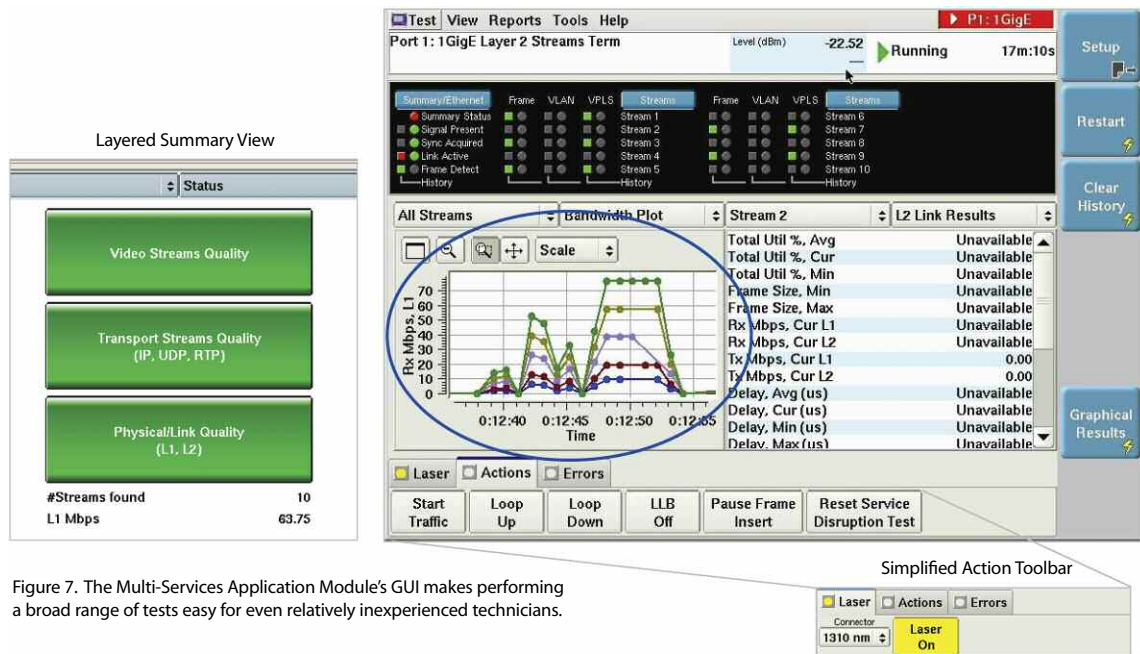 Layered Summary View
Status
Video Streams Quality
Transport Streams Quality
(IP, UDP, RTP)
Physical/Link Quality
(L1, L2)
#Streams found 10
L1 Mbps 63.75
Test View Reports Tools Help P1: 1GigE
Port 1: 1GigE Layer 2 Streams Term
Level (dBm) -22.52
Running 17m:10s
Summary/Ethernet Frame VLAN VPLS Streams Frame VLAN VPLS Streams
Summary Status Stream 1 Stream 6
Signal Present Stream 2 Stream 7
Sync Acquired Stream 3 Stream 8
Link Active Stream 4 Stream 9
Frame Detect Stream 5 Stream 10
History History History
All Streams Bandwidth Plot Stream 2 L2 Link Results
Scale
Rx Mbps, L1
70
60
50
40
30
20
10
0
0:12:40 0:12:45 0:12:50 0:12:55
Time
Total Util %, Avg Unavailable
Total Util %, Cur Unavailable
Total Util %, Min Unavailable
Frame Size, Min Unavailable
Frame Size, Max Unavailable
Rx Mbps, Cur L1 Unavailable
Rx Mbps, Cur L2 Unavailable
Tx Mbps, Cur L1 0.00
Tx Mbps, Cur L2 0.00
Delay, Avg (us) Unavailable
Delay, Cur (us) Unavailable
Delay, Min (us) Unavailable
Delay, Max (us) Unavailable
Laser Actions Errors
Start
Traffic
Loop
Up
Loop
Down
LLB
Off
Pause Frame
Insert
Reset Service
Disruption Test
Setup
Restart
Clear
History
Graphical
Results
Simplified Action Toolbar
Laser Actions Errors
Connector
1310 nm
Laser
On
Figure 7. The Multi-Services Application Module's GUI makes performing
a broad range of tests easy for even relatively inexperienced technicians.